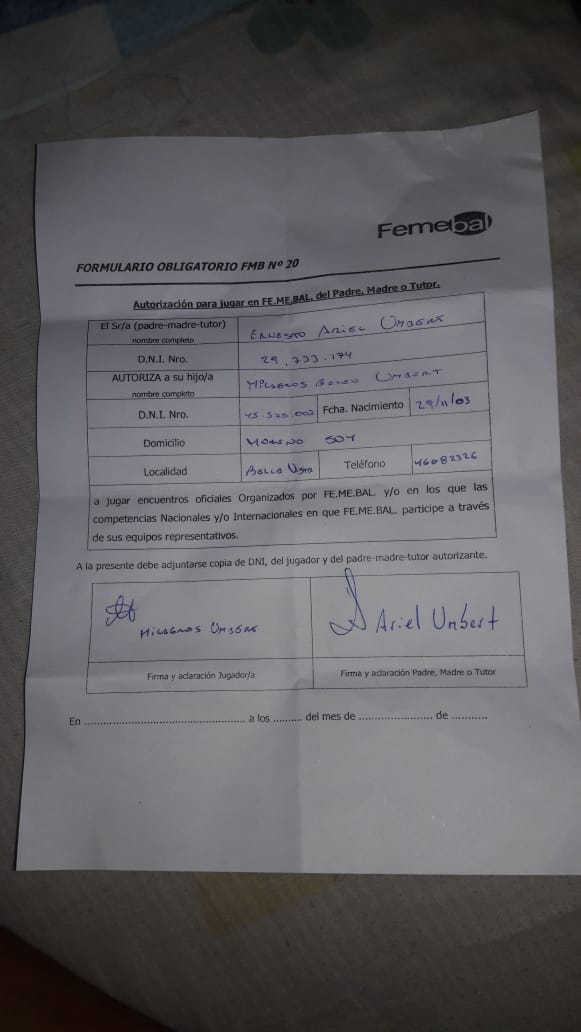 Femebal
FORMULARIO OBLIGATORIO FMB Nº 20
Autorización para jugar en FE.ME.BAL. del Padre, Madre o Tutor.
El Sr/a (padre-madre-tutor)
nombre completo
ERNESTO ARIEL UMBERT
D.N.I. Nro. 29.733.174
AUTORIZA a su hijo/a
nombre completo
MILAGROS UMBERT
D.N.I. Nro. 45.575.003 Fcha. Nacimiento 29/11/03
Domicilio MORENO 504
Localidad Teléfono 46682326
a jugar encuentros oficiales Organizados por FE.ME.BAL. y/o en los que las
competencias Nacionales y/o Internacionales en que FE.ME.BAL. participe a través
de sus equipos representativos.
A la presente debe adjuntarse copia de DNI, del jugador y del padre-madre-tutor autorizante.
MILAGROS UMBERT
Ariel Umbert
Firma y aclaración Jugador/a
Firma y aclaración Padre, Madre o Tutor
En .................................................... a los ......... del mes de ....................... de ...........